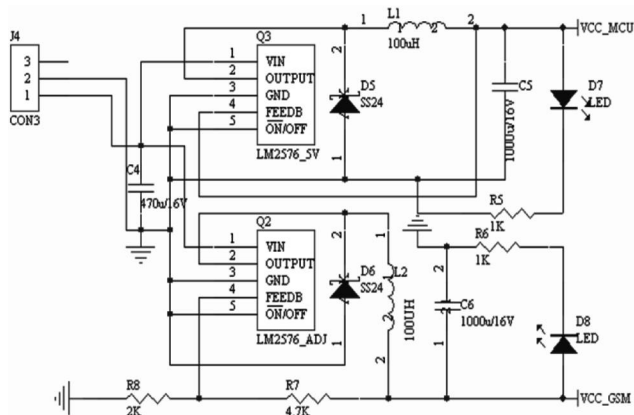 J4
3
2
1
CON3
Q3
1 VIN
2 OUTPUT
3 GND
4 FEEDB
5 ON/OFF
LM2576_5V
1 L1 2 2
100uH
VCC_MCU
2
D5
SS24
1
C5
1000u/16V
D7
LED
C4
470u/16V
R5
1K
R6
1K
Q2
1 VIN
2 OUTPUT
3 GND
4 FEEDB
5 ON/OFF
LM2576_ADJ
2
D6
SS24
1
1
L2
2
2
100UH
2
C6
1000u/16V
1
D8
LED
R8
2K
R7
4.7K
VCC_GSM